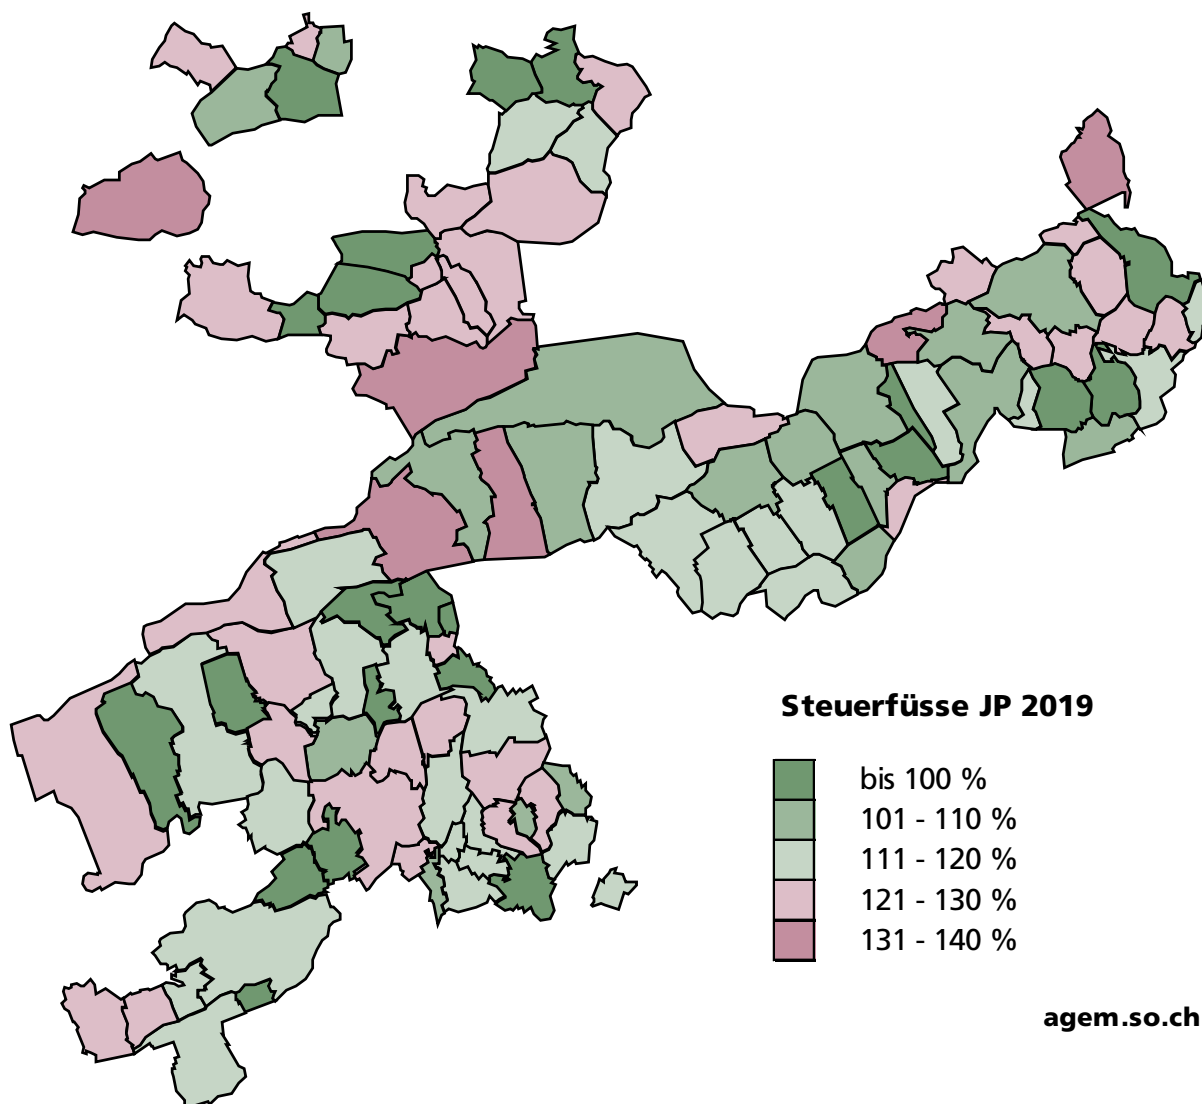 Steuerfüsse JP 2019
bis 100 %
101 - 110 %
111 - 120 %
121 - 130 %
131 - 140 %
agem.so.ch